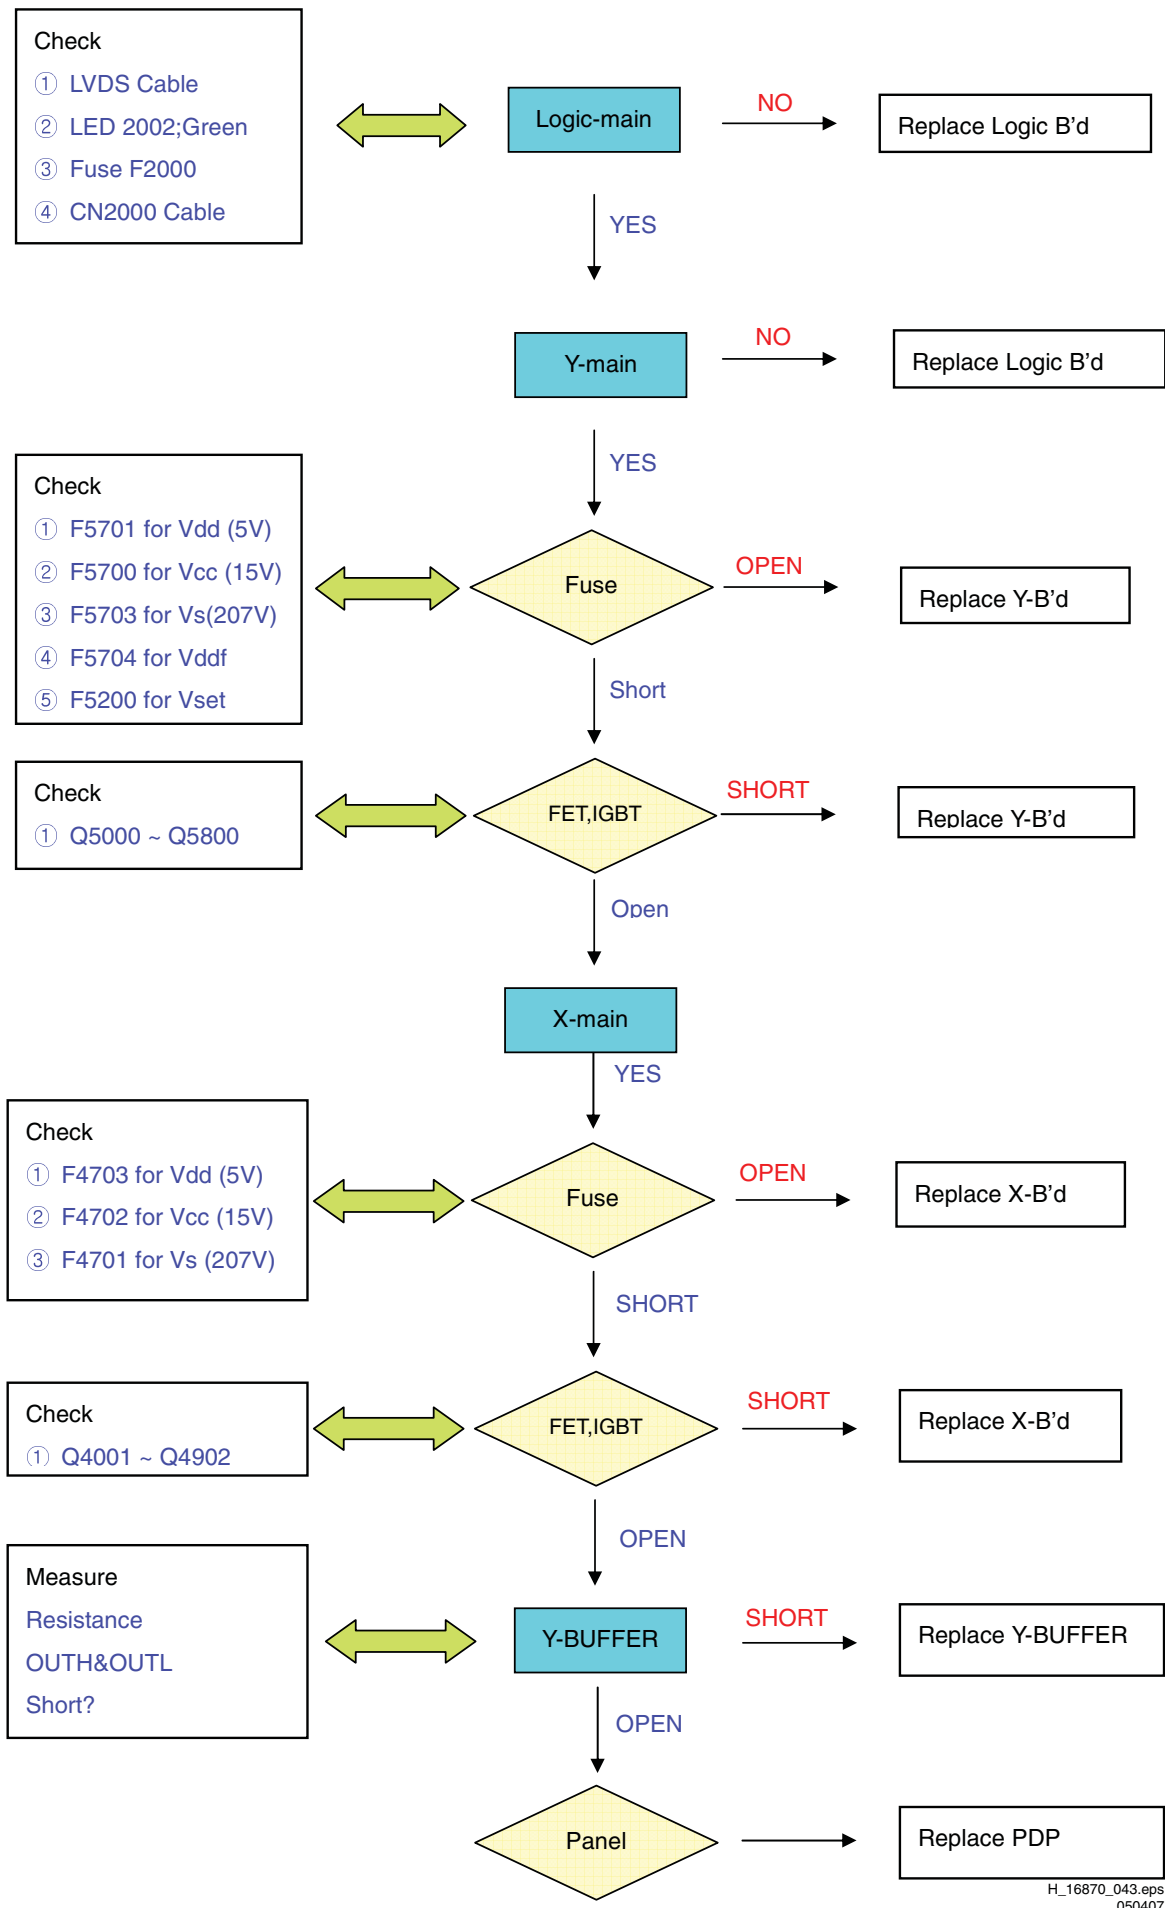 Check
① LVDS Cable
② LED 2002;Green
③ Fuse F2000
④ CN2000 Cable
Logic-main
NO
Replace Logic B’d
YES
Y-main
NO
Replace Logic B’d
YES
Check
① F5701 for Vdd (5V)
② F5700 for Vcc (15V)
③ F5703 for Vs(207V)
④ F5704 for Vddf
⑤ F5200 for Vset
Fuse
OPEN
Replace Y-B’d
Short
Check
① Q5000 ~ Q5800
FET,IGBT
SHORT
Replace Y-B’d
Open
X-main
YES
Check
① F4703 for Vdd (5V)
② F4702 for Vcc (15V)
③ F4701 for Vs (207V)
Fuse
OPEN
Replace X-B’d
SHORT
Check
① Q4001 ~ Q4902
FET,IGBT
SHORT
Replace X-B’d
OPEN
Measure
Resistance
OUTH&OUTL
Short?
Y-BUFFER
SHORT
Replace Y-BUFFER
OPEN
Panel
Replace PDP
H_16870_043.eps
050407